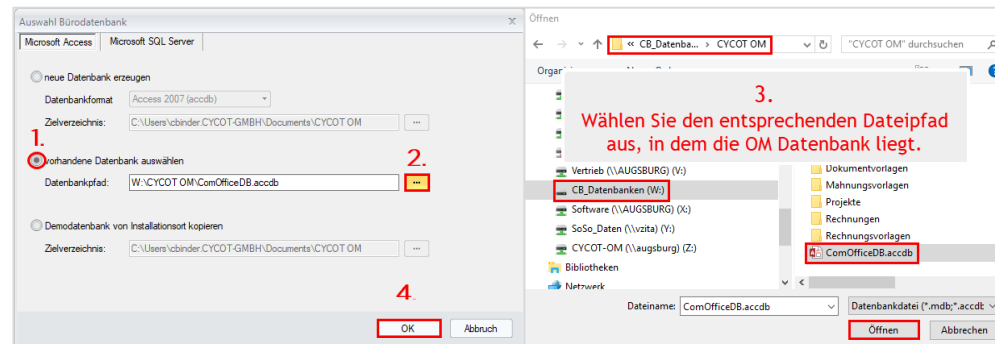 Auswahl Bürodatenbank
Microsoft Access Microsoft SQL Server
neue Datenbank erzeugen
Datenbankformat Access 2007 (accdb)
Zielverzeichnis: C:\Users\cbinder.CYCOT-GMBH\Documents\CYCOT OM ...
1.
vorhandene Datenbank auswählen
2.
Datenbankpfad: W:\CYCOT OM\ComOfficeDB.accdb ...
Demodatenbank von Installationsort kopieren
Zielverzeichnis: C:\Users\cbinder.CYCOT-GMBH\Documents\CYCOT OM ...
4.
OK Abbruch
Öffnen
« CB_Datenba... › CYCOT OM "CYCOT OM" durchsuchen
3.
Wählen Sie den entsprechenden Dateipfad
aus, in dem die OM Datenbank liegt.
Vertrieb (\\AUGSBURG) (V:)
CB_Datenbanken (W:)
Software (\\AUGSBURG) (X:)
SoSo_Daten (\\vzita) (Y:)
CYCOT-OM (\\augsburg) (Z:)
Bibliotheken
Netzwerk
Dokumentvorlagen
Mahnungsvorlagen
Projekte
Rechnungen
Rechnungsvorlagen
ComOfficeDB.accdb
Dateiname: ComOfficeDB.accdb Datenbankdatei (*.mdb;*.accdb
Öffnen Abbrechen